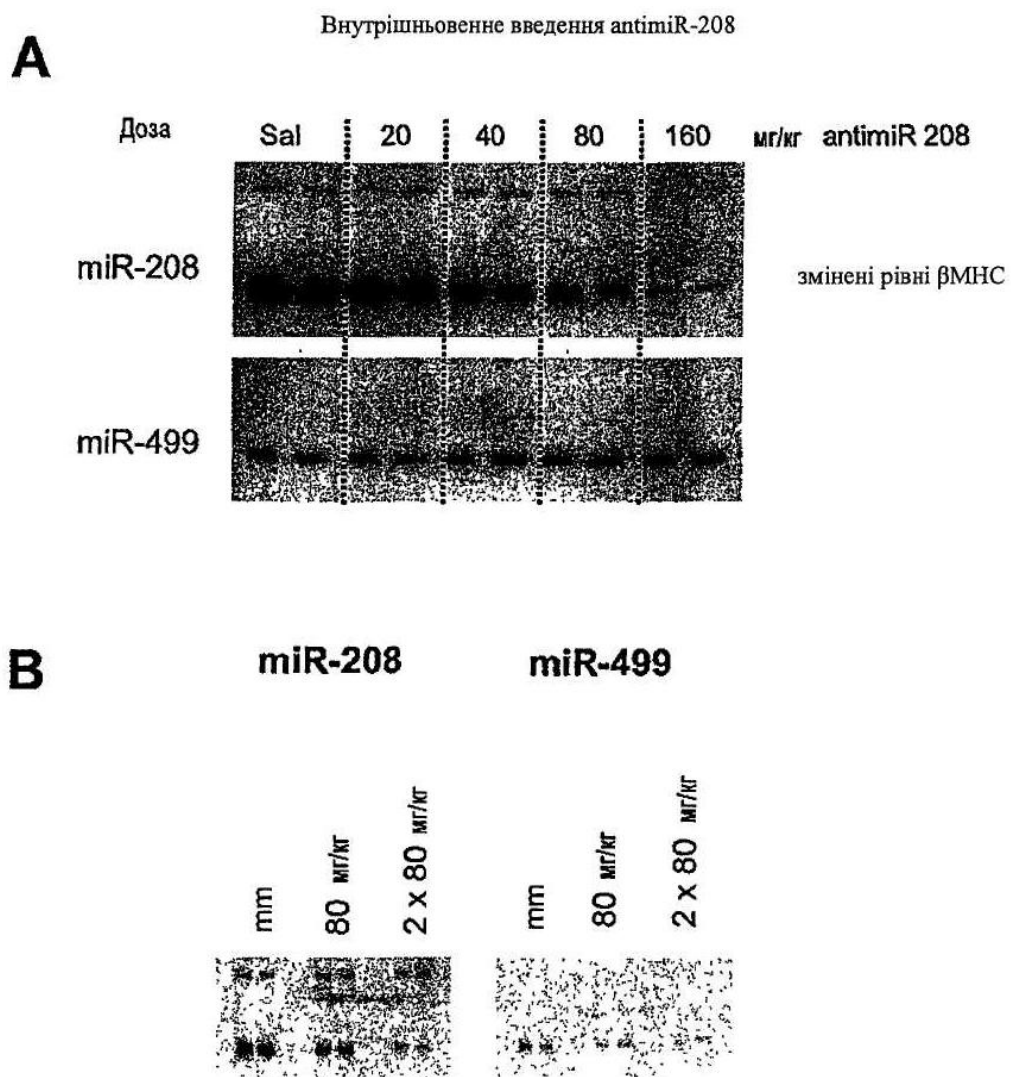 Внутрішньовенне введення antimiR-208
A
Доза Sal 20 40 80 160 мг/кг antimiR 208
miR-208
змінені рівні βMHC
miR-499
B
miR-208 miR-499
mm 80 мг/кг 2 x 80 мг/кг mm 80 мг/кг 2 x 80 мг/кг